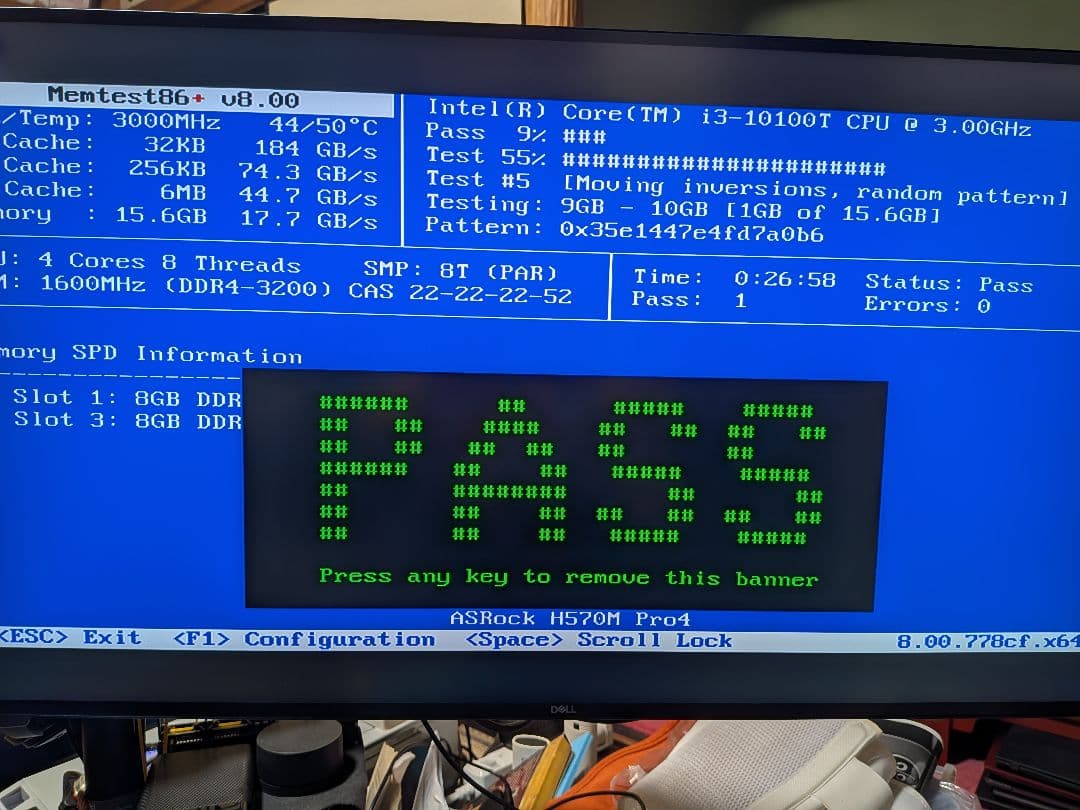 Memtest86+ v8.00
/Temp: 3000MHz 44/50°C
Cache: 32KB 184 GB/s
Cache: 256KB 74.3 GB/s
Cache: 6MB 44.7 GB/s
ory : 15.6GB 17.7 GB/s
Intel(R) Core(TM) i3-10100T CPU @ 3.00GHz
Pass 9% ###
Test 55% ######################
Test #5 [Moving inversions, random pattern]
Testing: 9GB - 10GB [1GB of 15.6GB]
Pattern: 0x35e1447e4fd7a0b6
: 4 Cores 8 Threads SMP: 8T (PAR)
: 1600MHz (DDR4-3200) CAS 22-22-22-52
Time: 0:26:58 Status: Pass
Pass: 1 Errors: 0
mory SPD Information
Slot 1: 8GB DDR
Slot 3: 8GB DDR
PASS
Press any key to remove this banner
ASRock H570M Pro4
<ESC> Exit <F1> Configuration <Space> Scroll Lock 8.00.778cf.x64
DELL